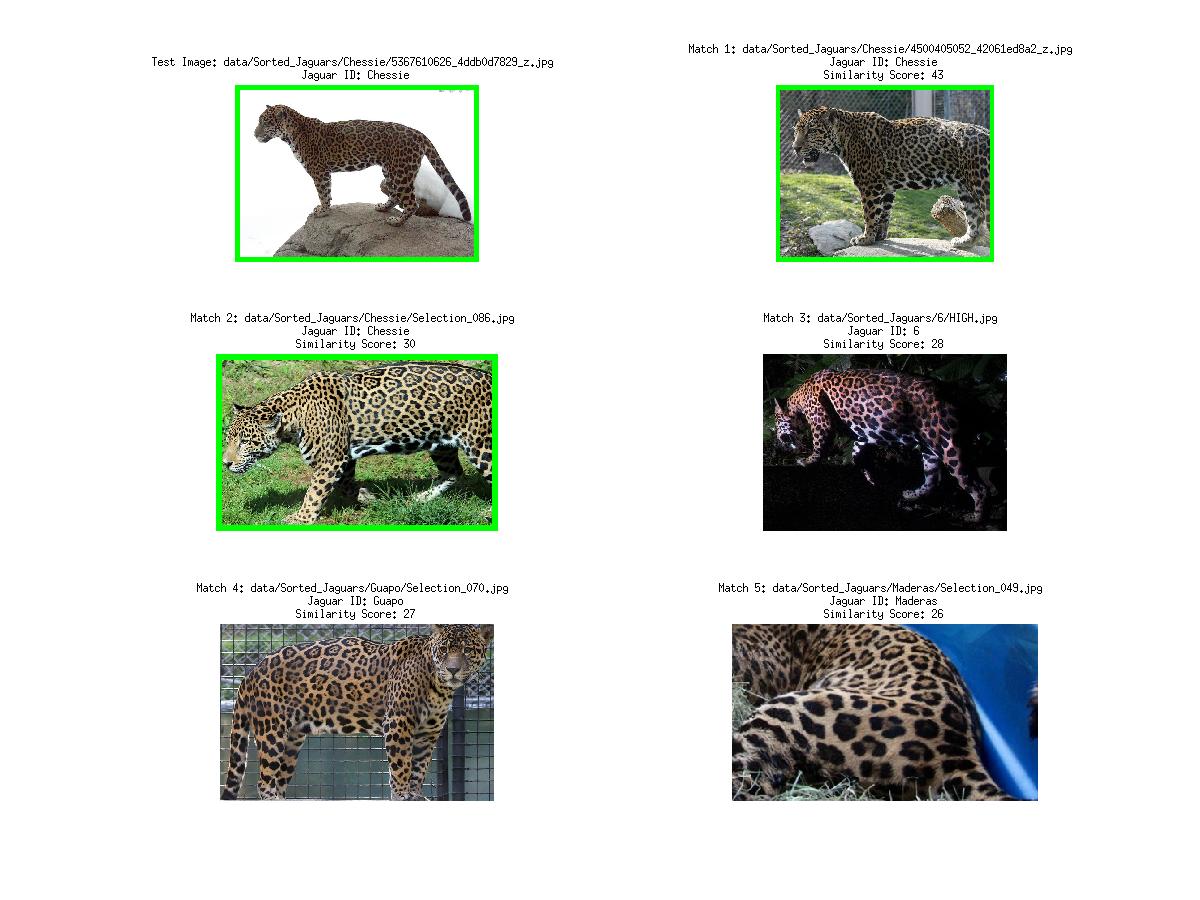 Test Image: data/Sorted_Jaguars/Chessie/5367610626_4ddb0d7829_z.jpg
Jaguar ID: Chessie
Match 1: data/Sorted_Jaguars/Chessie/4500405052_42061ed8a2_z.jpg
Jaguar ID: Chessie
Similarity Score: 43
Match 2: data/Sorted_Jaguars/Chessie/Selection_086.jpg
Jaguar ID: Chessie
Similarity Score: 30
Match 3: data/Sorted_Jaguars/6/HIGH.jpg
Jaguar ID: 6
Similarity Score: 28
Match 4: data/Sorted_Jaguars/Guapo/Selection_070.jpg
Jaguar ID: Guapo
Similarity Score: 27
Match 5: data/Sorted_Jaguars/Maderas/Selection_049.jpg
Jaguar ID: Maderas
Similarity Score: 26